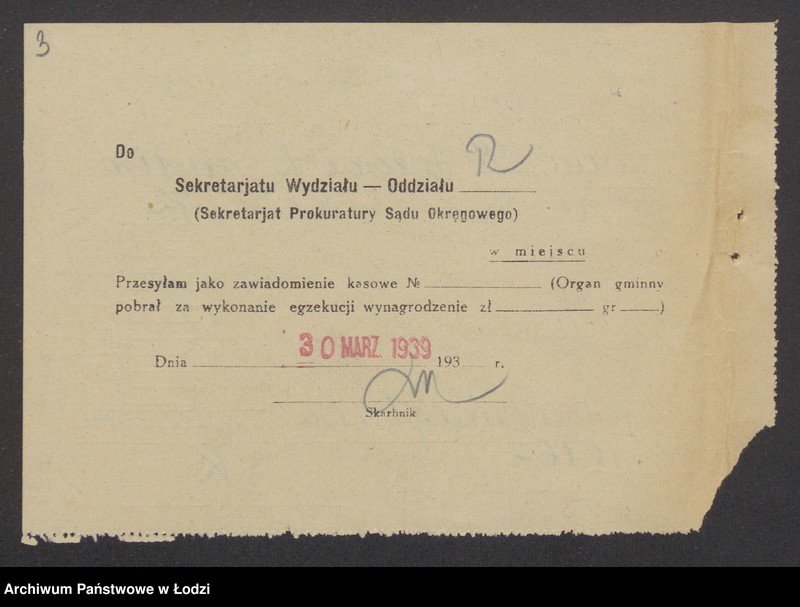 3
Do
R
Sekretarjatu Wydziału — Oddziału
(Sekretarjat Prokuratury Sądu Okręgowego)
w miejscu
Przesyłam jako zawiadomienie kasowe № (Organ gminny
pobrał za wykonanie egzekucji wynagrodzenie zł gr )
Dnia 30 MARZ 1939 193 r.
Skarbnik
Archiwum Państwowe w Łodzi